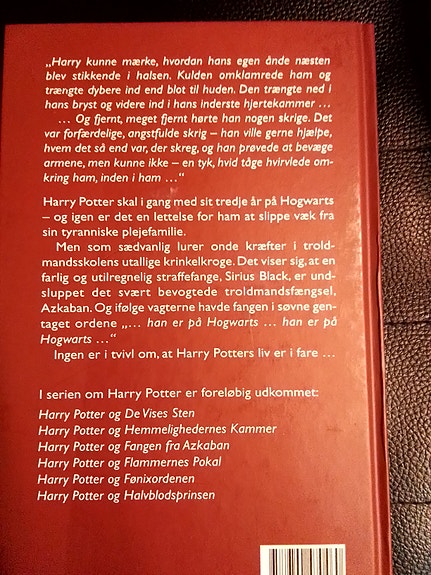 „Harry kunne mærke, hvordan hans egen ånde næsten
blev stikkende i halsen. Kulden omklamrede ham og
trængte dybere ind end blot til huden. Den trængte ned i
hans bryst og videre ind i hans inderste hjertekammer ...
... Og fjernt, meget fjernt hørte han nogen skrige. Det
var forfærdelige, angstfulde skrig – han ville gerne hjælpe,
hvem det så end var, der skreg, og han prøvede at bevæge
armene, men kunne ikke – en tyk, hvid tåge hvirvlede om-
kring ham, inden i ham ...“
Harry Potter skal i gang med sit tredje år på Hogwarts
– og igen er det en lettelse for ham at slippe væk fra
sin tyranniske plejefamilie.
Men som sædvanlig lurer onde kræfter i trold-
mandsskolens utallige krinkelkroge. Det viser sig, at en
farlig og utilregnelig straffefange, Sirius Black, er und-
sluppet det svært bevogtede troldmandsfængsel,
Azkaban. Og ifølge vagterne havde fangen i søvne gen-
taget ordene „... han er på Hogwarts ... han er på
Hogwarts ...“
Ingen er i tvivl om, at Harry Potters liv er i fare ...
I serien om Harry Potter er foreløbig udkommet:
Harry Potter og De Vises Sten
Harry Potter og Hemmelighedernes Kammer
Harry Potter og Fangen fra Azkaban
Harry Potter og Flammernes Pokal
Harry Potter og Fønixordenen
Harry Potter og Halvblodsprinsen